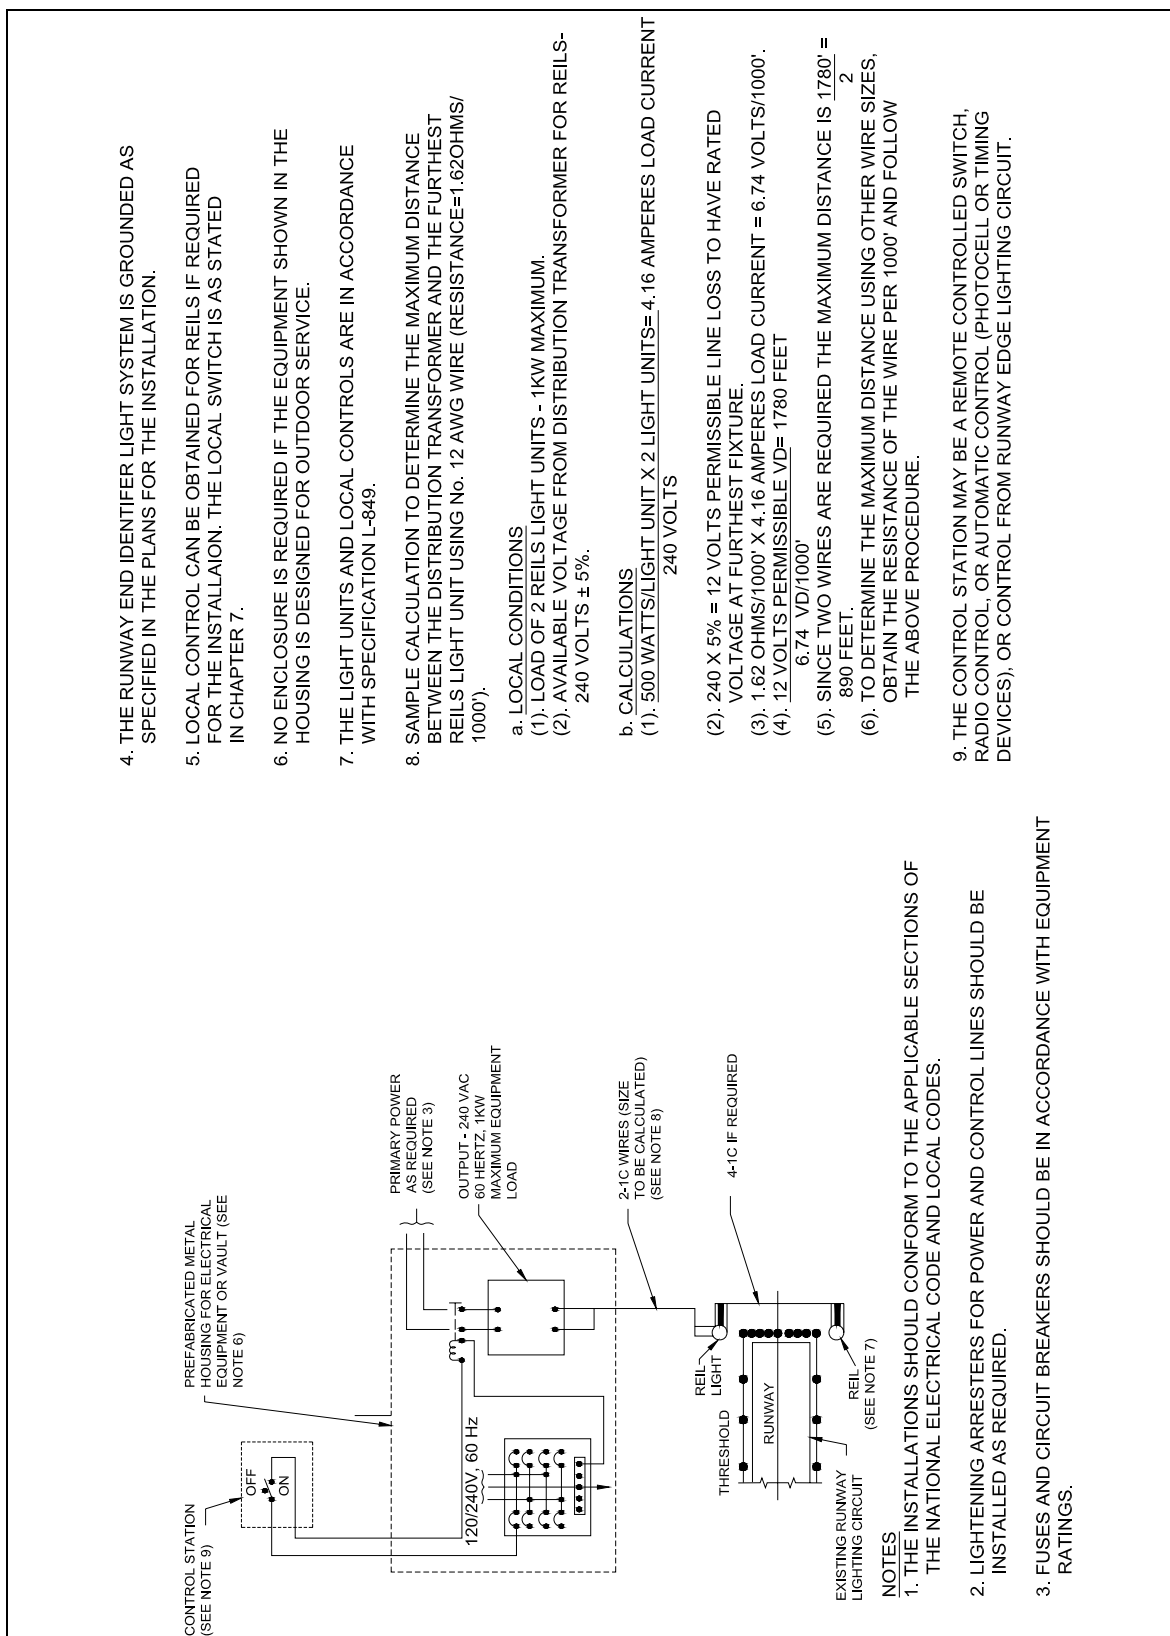 CONTROL STATION
(SEE NOTE 9)
OFF
ON
PREFABRICATED METAL
HOUSING FOR ELECTRICAL
EQUIPMENT OR VAULT (SEE
NOTE 6)
PRIMARY POWER
AS REQUIRED
(SEE NOTE 3)
OUTPUT - 240 VAC
60 HERTZ, 1KW
MAXIMUM EQUIPMENT
LOAD
120/240V, 60 Hz
2-1C WIRES (SIZE
TO BE CALCULATED)
(SEE NOTE 8)
REIL
LIGHT
4-1C IF REQUIRED
THRESHOLD
RUNWAY
REIL
(SEE NOTE 7)
EXISTING RUNWAY
LIGHTING CIRCUIT
NOTES
1. THE INSTALLATIONS SHOULD CONFORM TO THE APPLICABLE SECTIONS OF
THE NATIONAL ELECTRICAL CODE AND LOCAL CODES.
2. LIGHTENING ARRESTERS FOR POWER AND CONTROL LINES SHOULD BE
INSTALLED AS REQUIRED.
3. FUSES AND CIRCUIT BREAKERS SHOULD BE IN ACCORDANCE WITH EQUIPMENT
RATINGS.
4. THE RUNWAY END IDENTIFER LIGHT SYSTEM IS GROUNDED AS
SPECIFIED IN THE PLANS FOR THE INSTALLATION.
5. LOCAL CONTROL CAN BE OBTAINED FOR REILS IF REQUIRED
FOR THE INSTALLAION. THE LOCAL SWITCH IS AS STATED
IN CHAPTER 7.
6. NO ENCLOSURE IS REQUIRED IF THE EQUIPMENT SHOWN IN THE
HOUSING IS DESIGNED FOR OUTDOOR SERVICE.
7. THE LIGHT UNITS AND LOCAL CONTROLS ARE IN ACCORDANCE
WITH SPECIFICATION L-849.
8. SAMPLE CALCULATION TO DETERMINE THE MAXIMUM DISTANCE
BETWEEN THE DISTRIBUTION TRANSFORMER AND THE FURTHEST
REILS LIGHT UNIT USING No. 12 AWG WIRE (RESISTANCE=1.62OHMS/
1000').
a. LOCAL CONDITIONS
(1). LOAD OF 2 REILS LIGHT UNITS - 1KW MAXIMUM.
(2). AVAILABLE VOLTAGE FROM DISTRIBUTION TRANSFORMER FOR REILS-
240 VOLTS ± 5%.
b. CALCULATIONS
(1). 500 WATTS/LIGHT UNIT X 2 LIGHT UNITS= 4.16 AMPERES LOAD CURRENT
240 VOLTS
(2). 240 X 5% = 12 VOLTS PERMISSIBLE LINE LOSS TO HAVE RATED
VOLTAGE AT FURTHEST FIXTURE.
(3). 1.62 OHMS/1000' X 4.16 AMPERES LOAD CURRENT = 6.74 VOLTS/1000'.
(4). 12 VOLTS PERMISSIBLE VD= 1780 FEET
6.74 VD/1000'
(5). SINCE TWO WIRES ARE REQUIRED THE MAXIMUM DISTANCE IS 1780' =
2
890 FEET.
(6). TO DETERMINE THE MAXIMUM DISTANCE USING OTHER WIRE SIZES,
OBTAIN THE RESISTANCE OF THE WIRE PER 1000' AND FOLLOW
THE ABOVE PROCEDURE.
9. THE CONTROL STATION MAY BE A REMOTE CONTROLLED SWITCH,
RADIO CONTROL, OR AUTOMATIC CONTROL (PHOTOCELL OR TIMING
DEVICES), OR CONTROL FROM RUNWAY EDGE LIGHTING CIRCUIT.